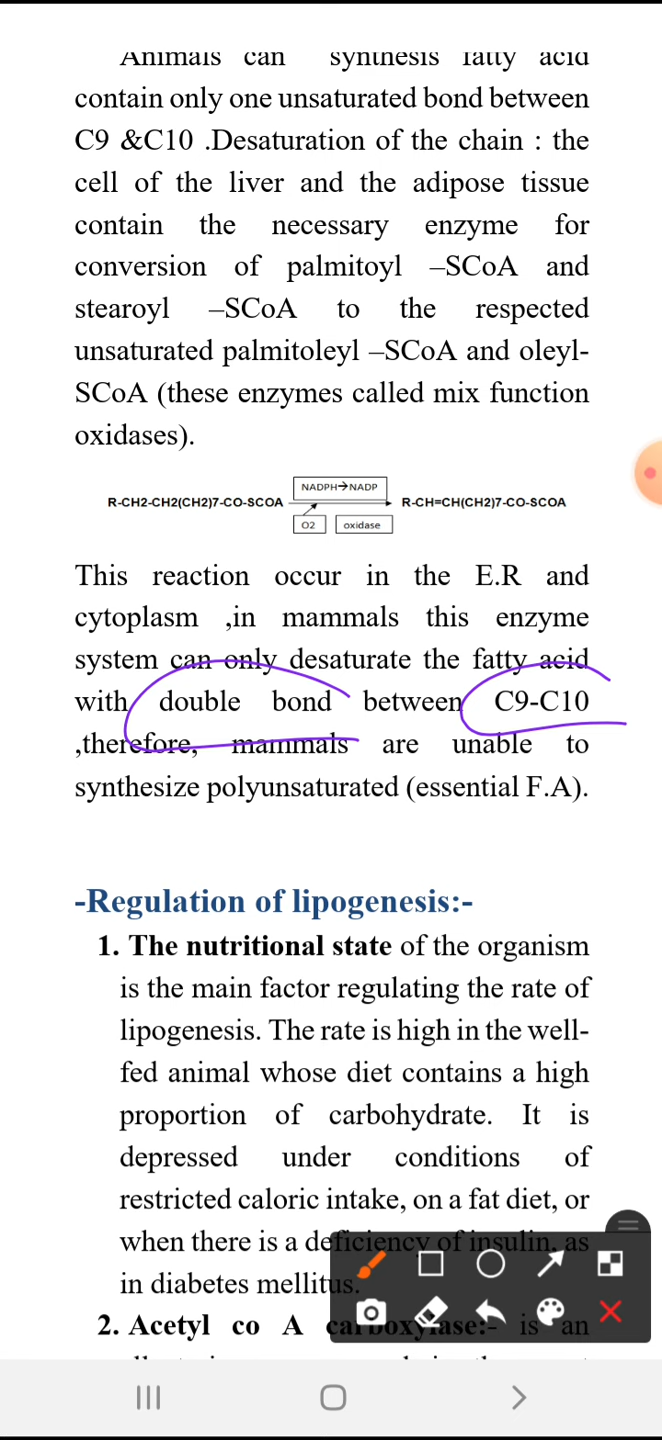 Animals can synthesis fatty acid
contain only one unsaturated bond between
C9 &C10 .Desaturation of the chain : the
cell of the liver and the adipose tissue
contain the necessary enzyme for
conversion of palmitoyl –SCoA and
stearoyl –SCoA to the respected
unsaturated palmitoleyl –SCoA and oleyl-
SCoA (these enzymes called mix function
oxidases).
NADPH→NADP
R-CH2-CH2(CH2)7-CO-SCOA R-CH=CH(CH2)7-CO-SCOA
O2 oxidase
This reaction occur in the E.R and
cytoplasm ,in mammals this enzyme
system can only desaturate the fatty acid
with double bond between C9-C10
,therefore, mammals are unable to
synthesize polyunsaturated (essential F.A).
-Regulation of lipogenesis:-
1. The nutritional state of the organism
is the main factor regulating the rate of
lipogenesis. The rate is high in the well-
fed animal whose diet contains a high
proportion of carbohydrate. It is
depressed under conditions of
restricted caloric intake, on a fat diet, or
when there is a deficiency of insulin, as
in diabetes mellitus.
2. Acetyl co A carboxylase:- is an